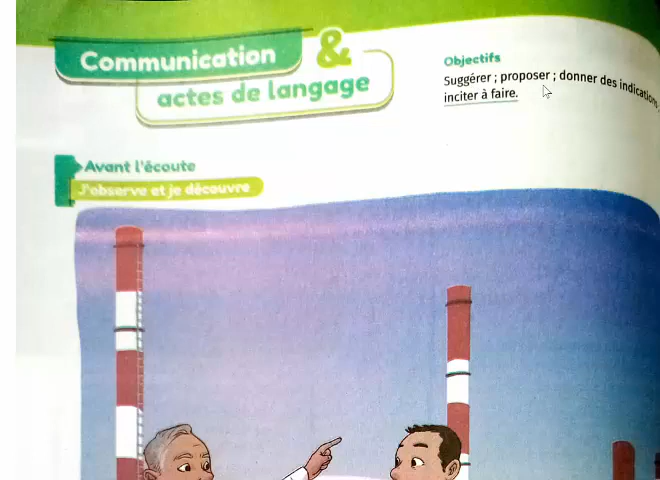 Communication &
actes de langage
Objectifs
Suggérer ; proposer ; donner des indications,
inciter à faire.
Avant l'écoute
J'observe et je découvre